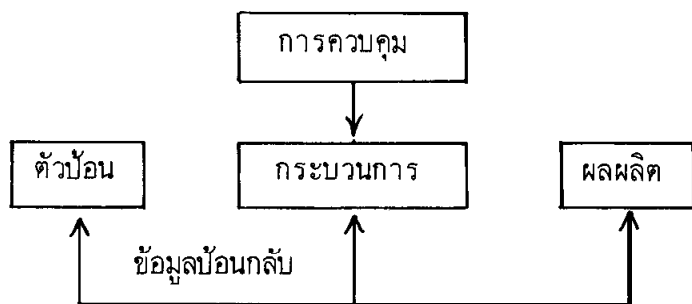 การควบคุม
ตัวป้อน
กระบวนการ
ผลผลิต
ข้อมูลป้อนกลับ